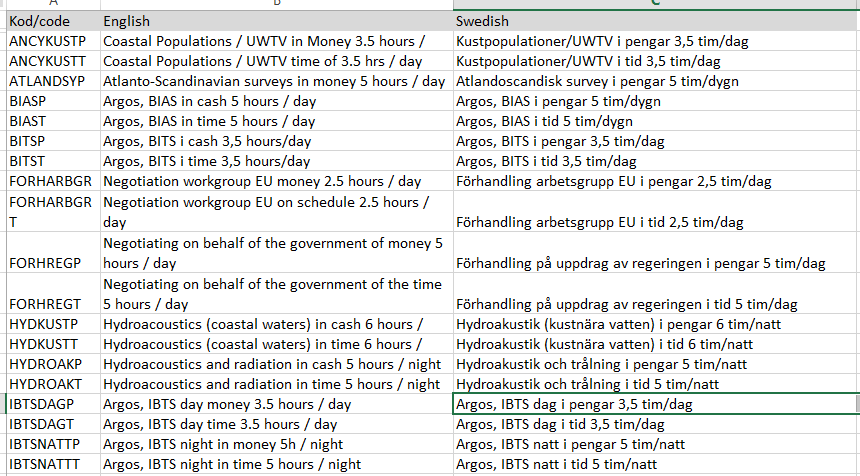 Kod/code English Swedish
ANCYKUSTP Coastal Populations / UWTV in Money 3.5 hours / Kustpopulationer/UWTV i pengar 3,5 tim/dag
ANCYKUSTT Coastal Populations / UWTV time of 3.5 hrs / day Kustpopulationer/UWTV i tid 3,5 tim/dag
ATLANDSYP Atlanto-Scandinavian surveys in money 5 hours / day Atlandoscandisk survey i pengar 5 tim/dygn
BIASP Argos, BIAS in cash 5 hours / day Argos, BIAS i pengar 5 tim/dygn
BIAST Argos, BIAS in time 5 hours / day Argos, BIAS i tid 5 tim/dygn
BITSP Argos, BITS i cash 3,5 hours/day Argos, BITS i pengar 3,5 tim/dag
BITST Argos, BITS i time 3,5 hours/day Argos, BITS i tid 3,5 tim/dag
FORHARBGR Negotiation workgroup EU money 2.5 hours / day Förhandling arbetsgrupp EU i pengar 2,5 tim/dag
FORHARBGR Negotiation workgroup EU on schedule 2.5 hours /
T day Förhandling arbetsgrupp EU i tid 2,5 tim/dag
Negotiating on behalf of the government of money 5
FORHREGP hours / day Förhandling på uppdrag av regeringen i pengar 5 tim/dag
Negotiating on behalf of the government of the time
FORHREGT 5 hours / day Förhandling på uppdrag av regeringen i tid 5 tim/dag
HYDKUSTP Hydroacoustics (coastal waters) in cash 6 hours / Hydroakustik (kustnära vatten) i pengar 6 tim/natt
HYDKUSTT Hydroacoustics (coastal waters) in time 6 hours / Hydroakustik (kustnära vatten) i tid 6 tim/natt
HYDROAKP Hydroacoustics and radiation in cash 5 hours / night Hydroakustik och trålning i pengar 5 tim/natt
HYDROAKT Hydroacoustics and radiation in time 5 hours / night Hydroakustik och trålning i tid 5 tim/natt
IBTSDAGP Argos, IBTS day money 3.5 hours / day Argos, IBTS dag i pengar 3,5 tim/dag
IBTSDAGT Argos, IBTS day time 3.5 hours / day Argos, IBTS dag i tid 3,5 tim/dag
IBTSNATTP Argos, IBTS night in money 5h / night Argos, IBTS natt i pengar 5 tim/natt
IBTSNATTT Argos, IBTS night in time 5 hours / night Argos, IBTS natt i tid 5 tim/natt